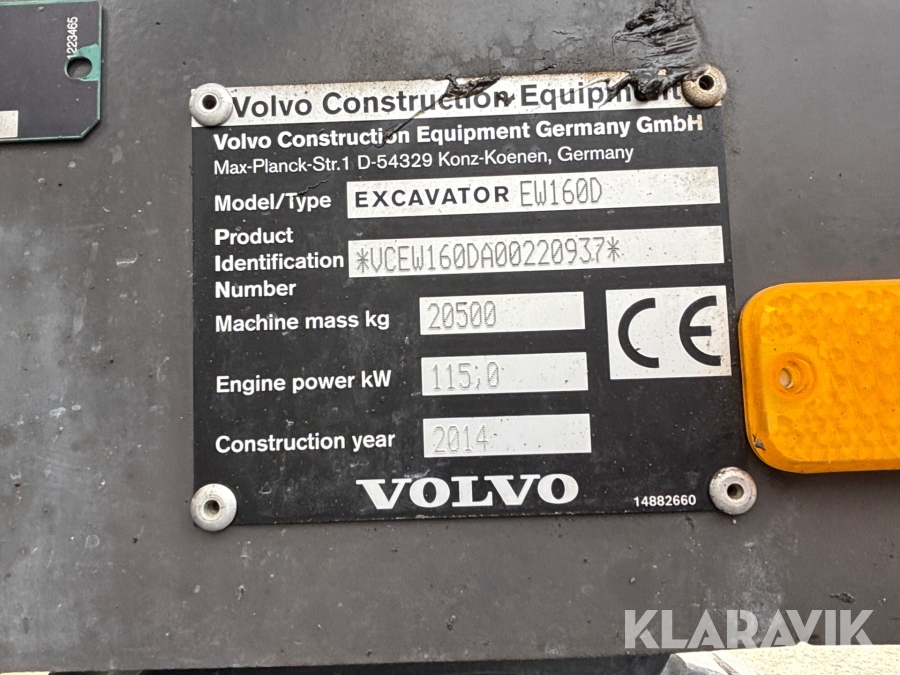 1223465
Volvo Construction Equipment
Volvo Construction Equipment Germany GmbH
Max-Planck-Str.1 D-54329 Konz-Koenen, Germany
Model/Type EXCAVATOR EW160D
Product
Identification *VCEW160DA00220937*
Number
Machine mass kg 20500
CE
Engine power kW 115;0
Construction year 2014
VOLVO 14882660
KLARAVIK